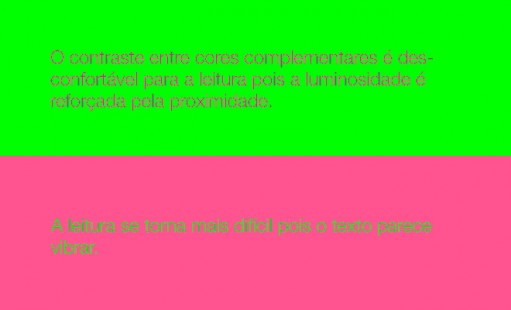 O contraste entre cores complementares é des-
confortável para a leitura pois a luminosidade é
reforçada pela proximidade.
A leitura se torna mais difícil pois o texto parece
vibrar.